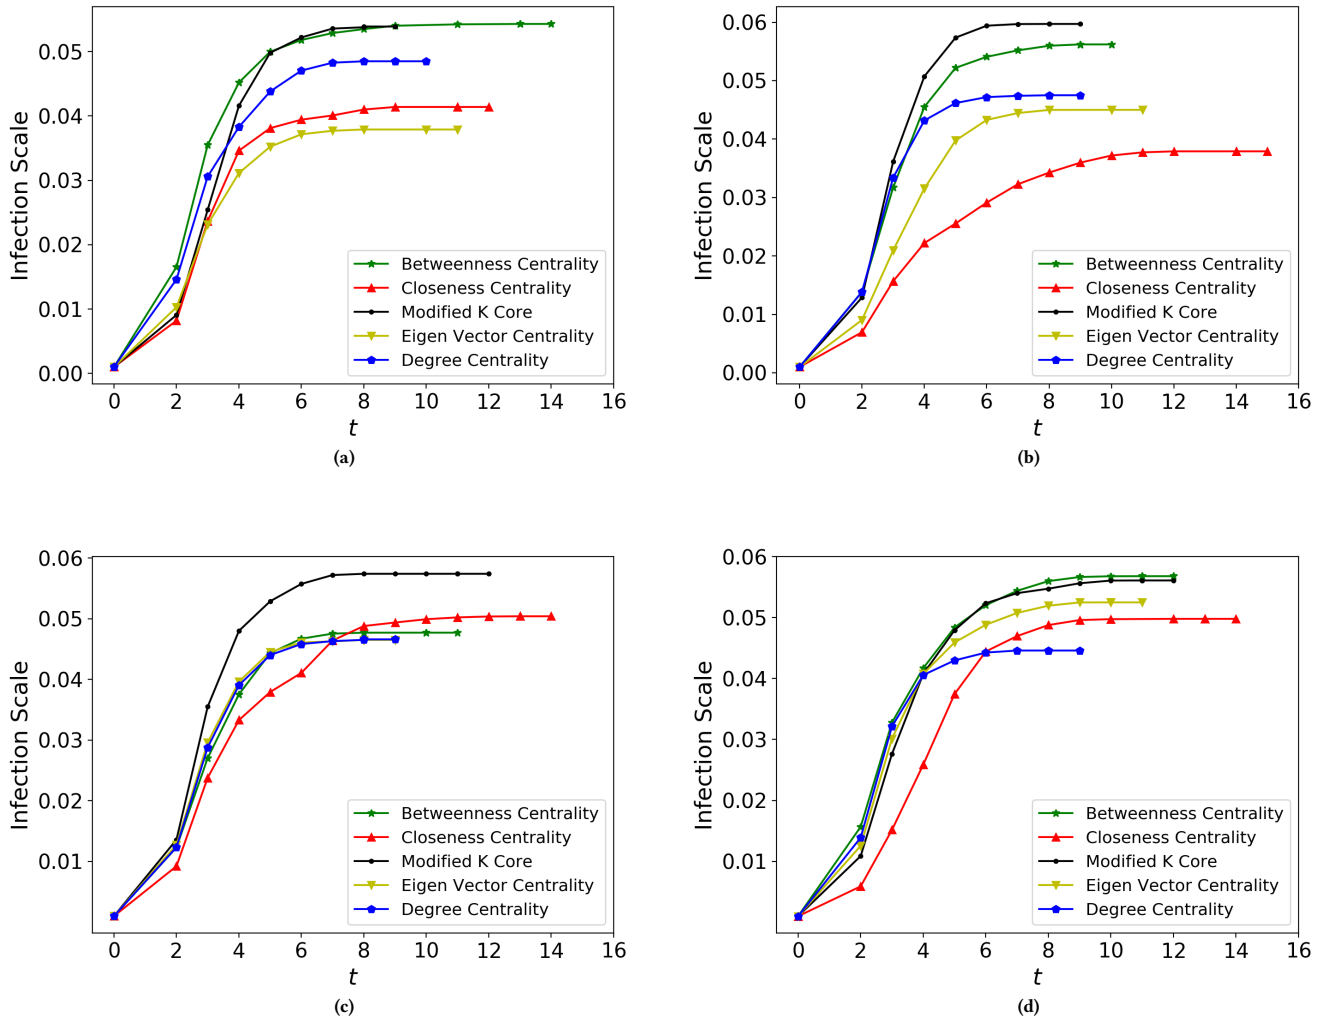 0.05
0.04
0.03
0.02
0.01
0.00
Infection Scale
Betweenness Centrality
Closeness Centrality
Modified K Core
Eigen Vector Centrality
Degree Centrality
0 2 4 6 8 10 12 14 16
t
(a)
0.06
0.05
0.04
0.03
0.02
0.01
0.00
Infection Scale
Betweenness Centrality
Closeness Centrality
Modified K Core
Eigen Vector Centrality
Degree Centrality
0 2 4 6 8 10 12 14 16
t
(b)
0.06
0.05
0.04
0.03
0.02
0.01
Infection Scale
Betweenness Centrality
Closeness Centrality
Modified K Core
Eigen Vector Centrality
Degree Centrality
0 2 4 6 8 10 12 14 16
t
(c)
0.06
0.05
0.04
0.03
0.02
0.01
Infection Scale
Betweenness Centrality
Closeness Centrality
Modified K Core
Eigen Vector Centrality
Degree Centrality
0 2 4 6 8 10 12 14 16
t
(d)